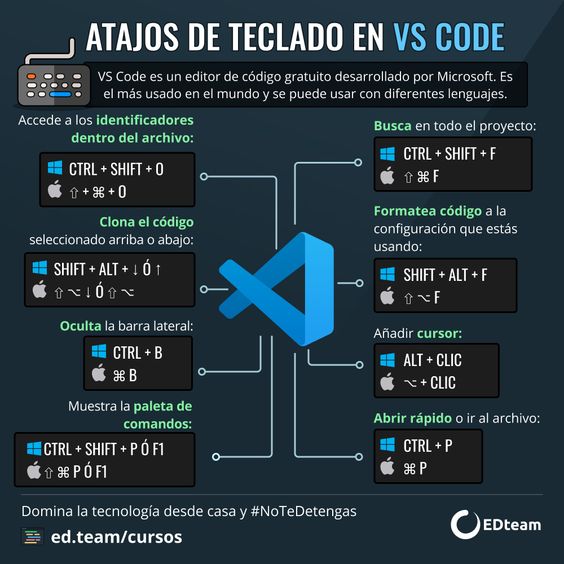 ATAJOS DE TECLADO EN VS CODE
VS Code es un editor de código gratuito desarrollado por Microsoft. Es
el más usado en el mundo y se puede usar con diferentes lenguajes.
Accede a los identificadores
dentro del archivo:
CTRL + SHIFT + O
⇧ + ⌘ + O
Clona el código
seleccionado arriba o abajo:
SHIFT + ALT + ↓ Ó ↑
⇧ ⌥ ↓ Ó ⇧ ⌥
Oculta la barra lateral:
CTRL + B
⌘ B
Muestra la paleta de
comandos:
CTRL + SHIFT + P Ó F1
⇧ ⌘ P Ó F1
Busca en todo el proyecto:
CTRL + SHIFT + F
⇧ ⌘ F
Formatea código a la
configuración que estás
usando:
SHIFT + ALT + F
⇧ ⌥ F
Añadir cursor:
ALT + CLIC
⌥ + CLIC
Abrir rápido o ir al archivo:
CTRL + P
⌘ P
Domina la tecnología desde casa y #NoTeDetengas
ed.team/cursos
EDteam